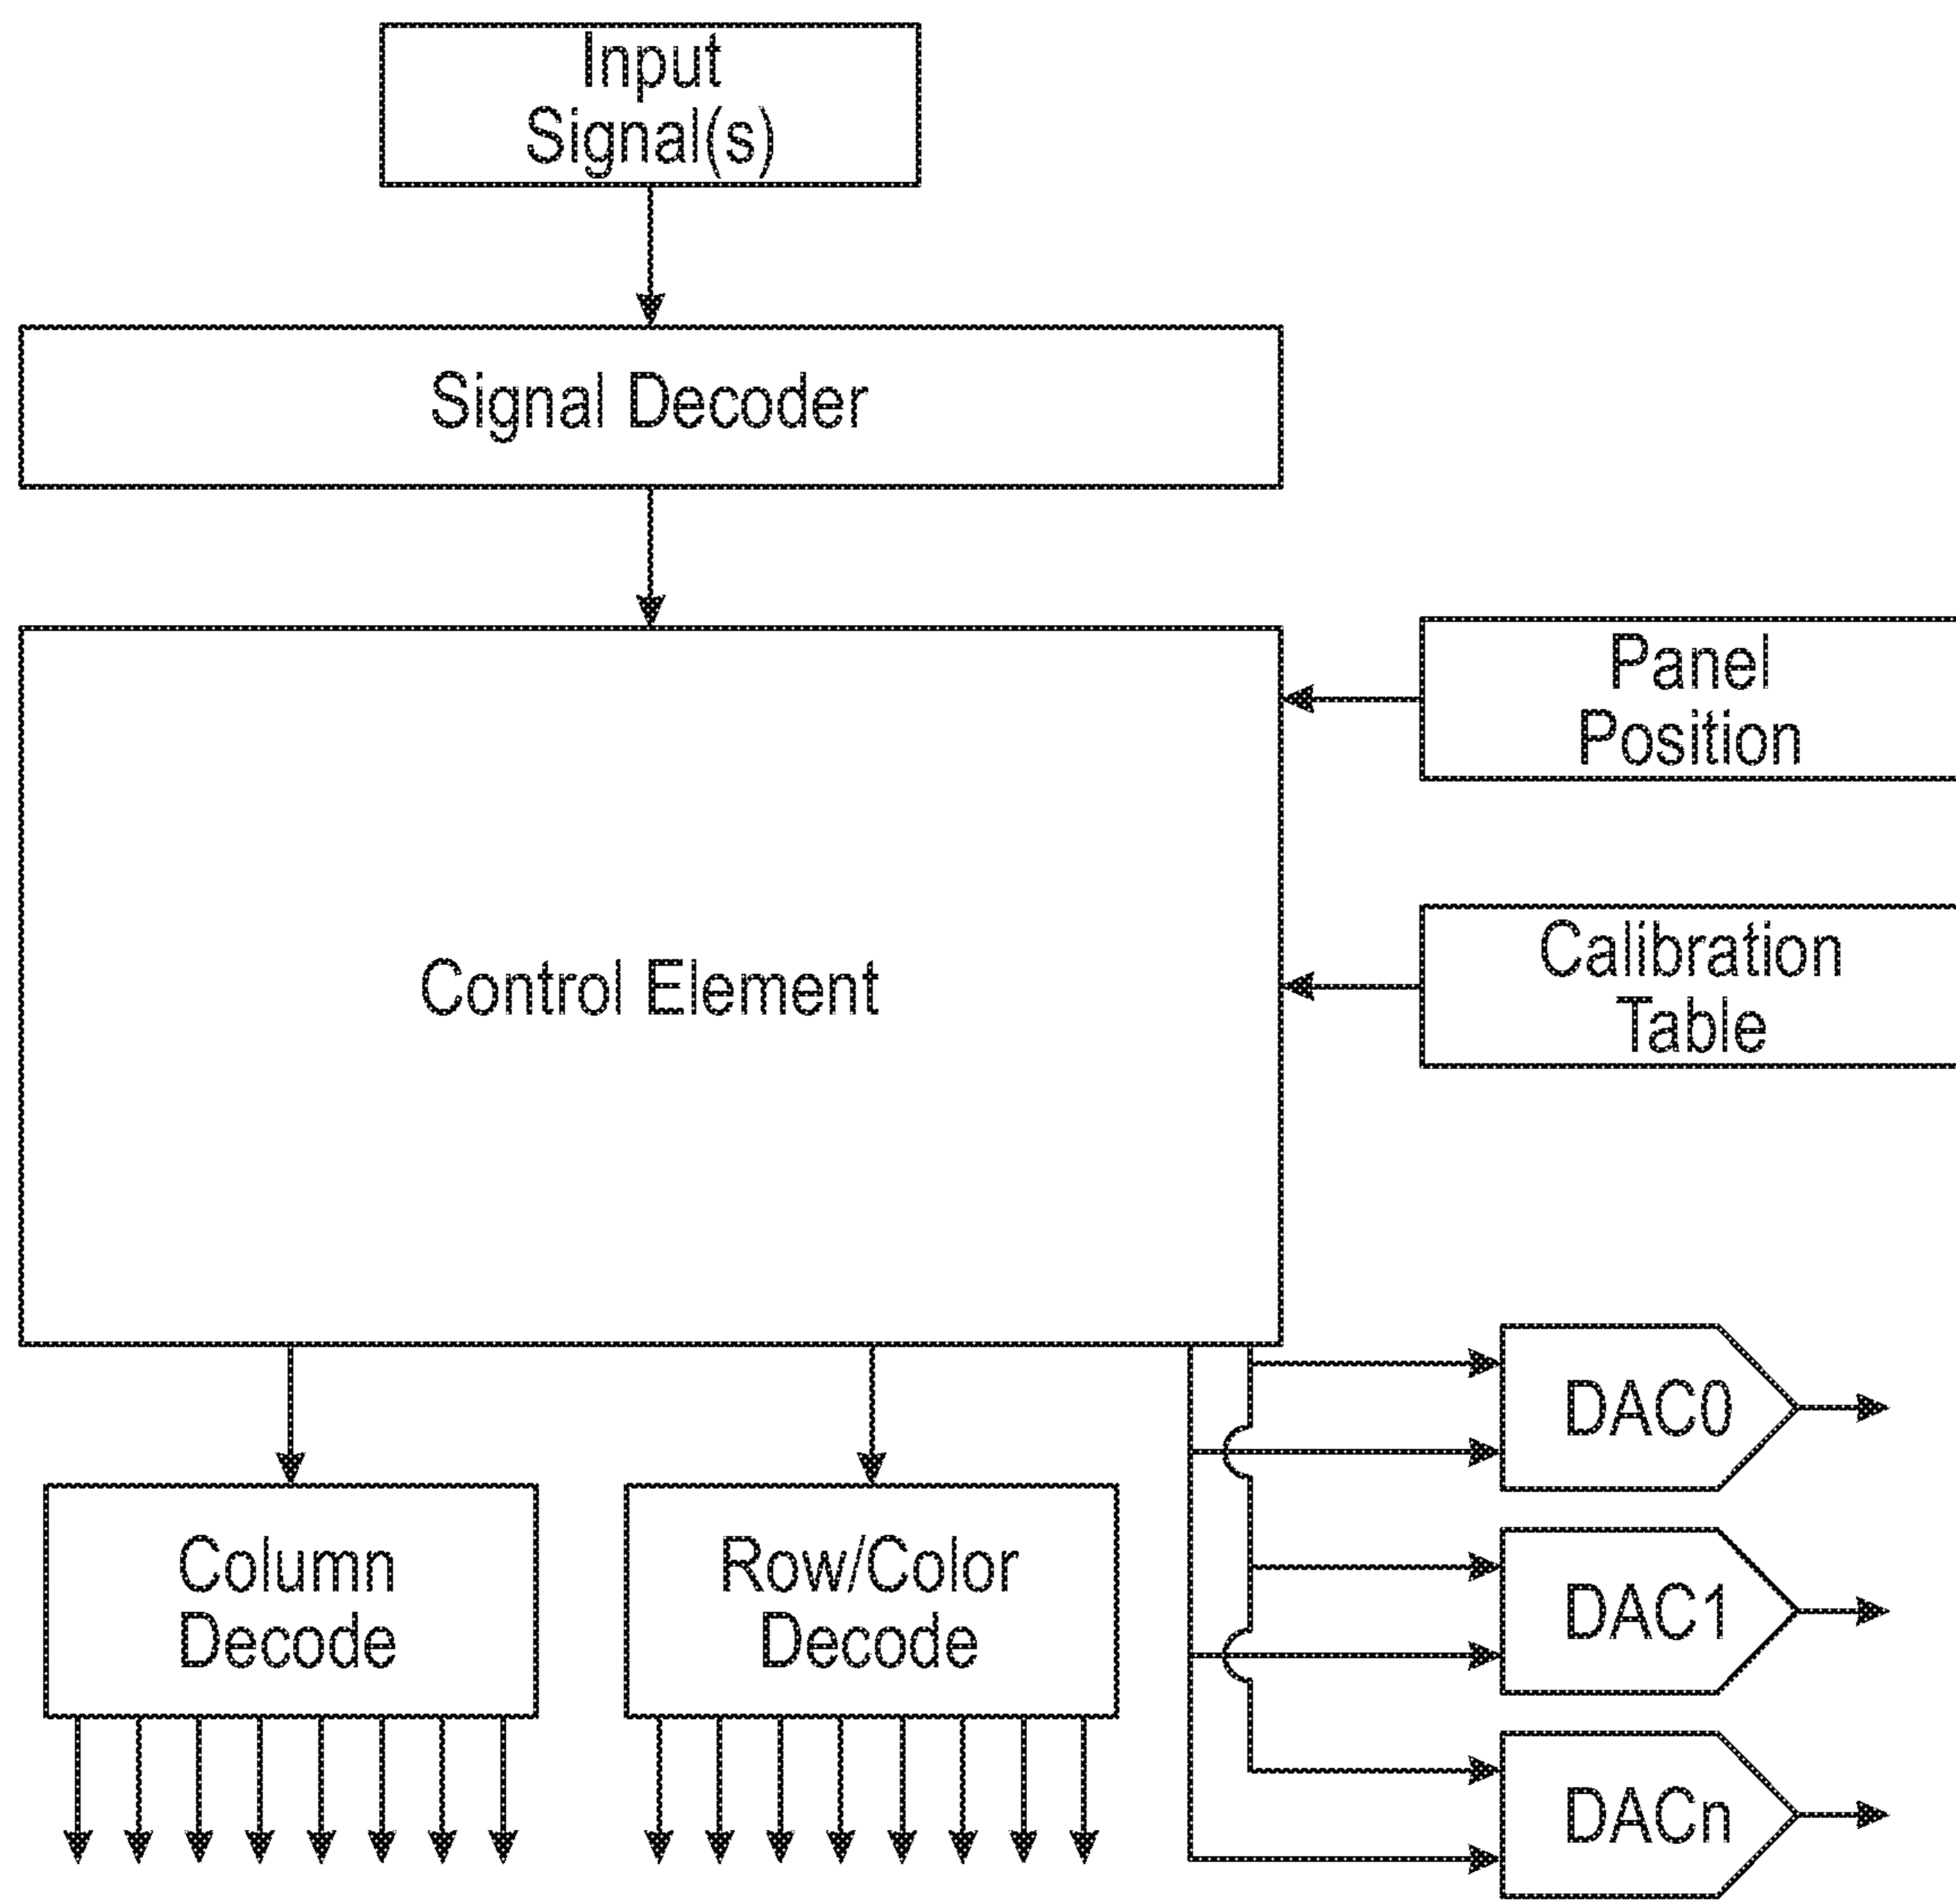 Input
Signal(s)
Signal Decoder
Panel
Position
Control Element
Calibration
Table
DAC0
Column
Decode
Row/Color
Decode
DAC1
DACn